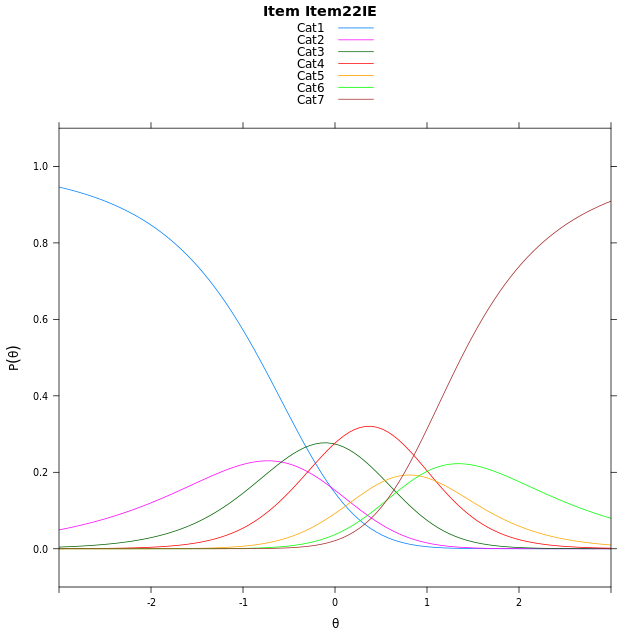 Item Item22IE
Cat1
Cat2
Cat3
Cat4
Cat5
Cat6
Cat7
1.0
0.8
0.6
0.4
0.2
0.0
P(θ)
-2 -1 0 1 2
θ